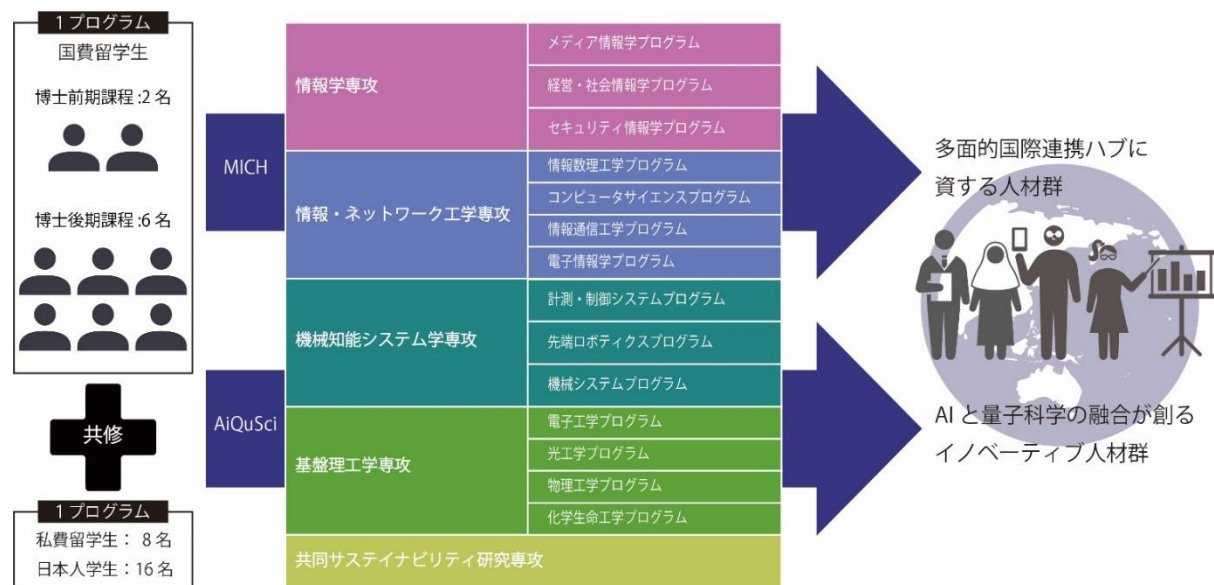 1プログラム
国費留学生
博士前期課程:2名
博士後期課程:6名
共修
1プログラム
私費留学生： 8名
日本人学生：16名
MICH
AiQuSci
情報学専攻
メディア情報学プログラム
経営・社会情報学プログラム
セキュリティ情報学プログラム
情報・ネットワーク工学専攻
情報数理工学プログラム
コンピュータサイエンスプログラム
情報通信工学プログラム
電子情報学プログラム
機械知能システム学専攻
計測・制御システムプログラム
先端ロボティクスプログラム
機械システムプログラム
基盤理工学専攻
電子工学プログラム
光工学プログラム
物理工学プログラム
化学生命工学プログラム
共同サステイナビリティ研究専攻
多面的国際連携ハブに
資する人材群
AIと量子科学の融合が創る
イノベーティブ人材群